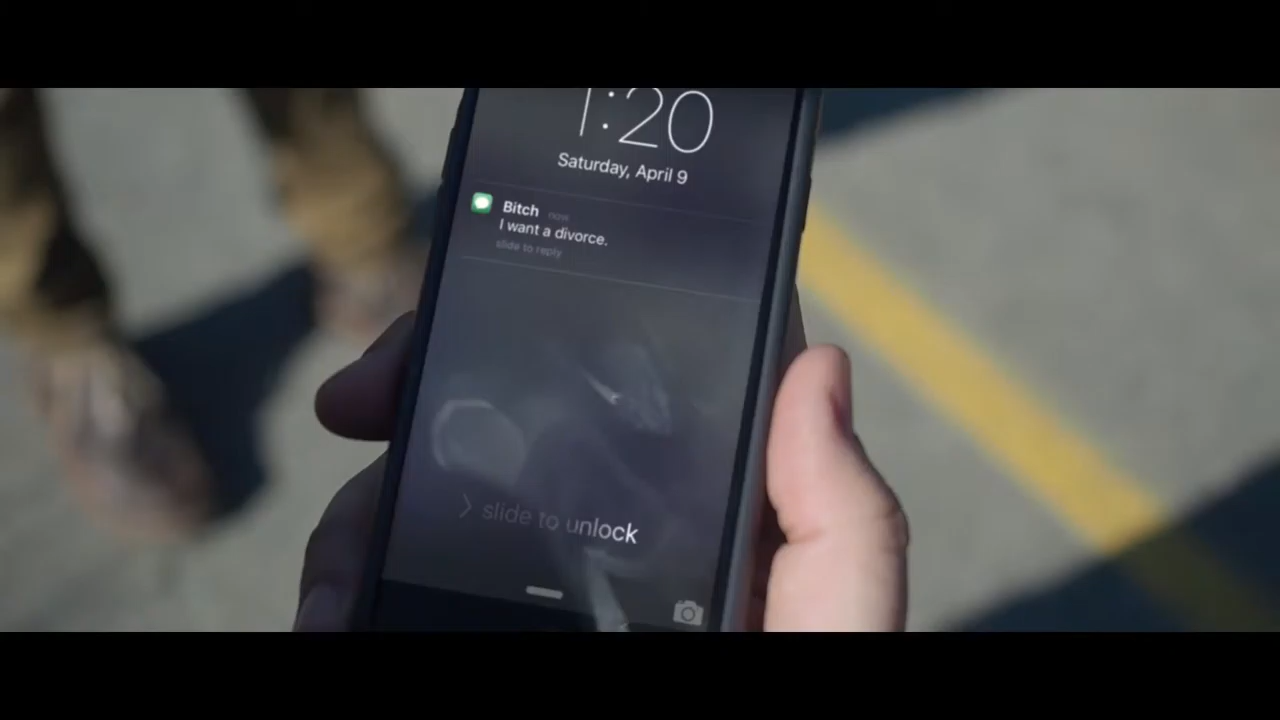 1:20
Saturday, April 9
Bitch now
I want a divorce.
slide to reply
> slide to unlock